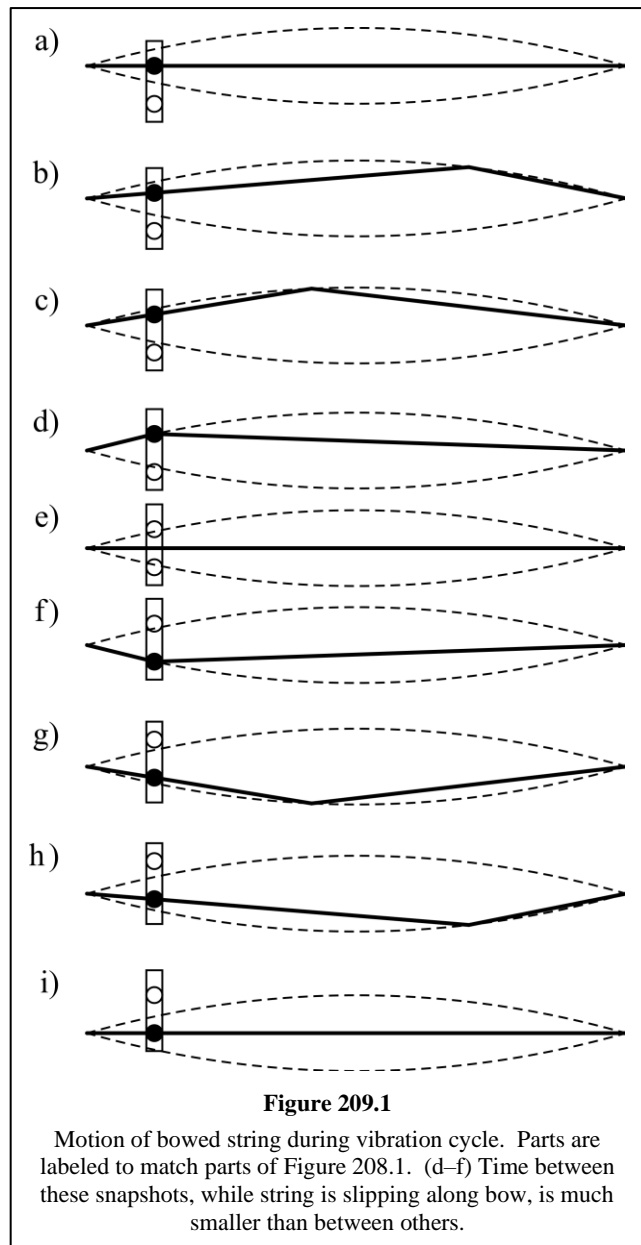 a)
b)
c)
d)
e)
f)
g)
h)
i)
Figure 209.1
Motion of bowed string during vibration cycle. Parts are
labeled to match parts of Figure 208.1. (d–f) Time between
these snapshots, while string is slipping along bow, is much
smaller than between others.